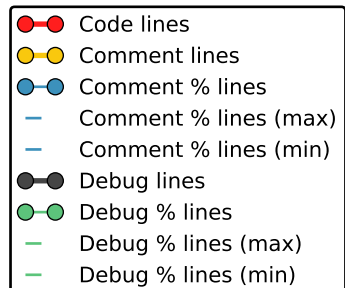 Code lines
Comment lines
Comment % lines
Comment % lines (max)
Comment % lines (min)
Debug lines
Debug % lines
Debug % lines (max)
Debug % lines (min)